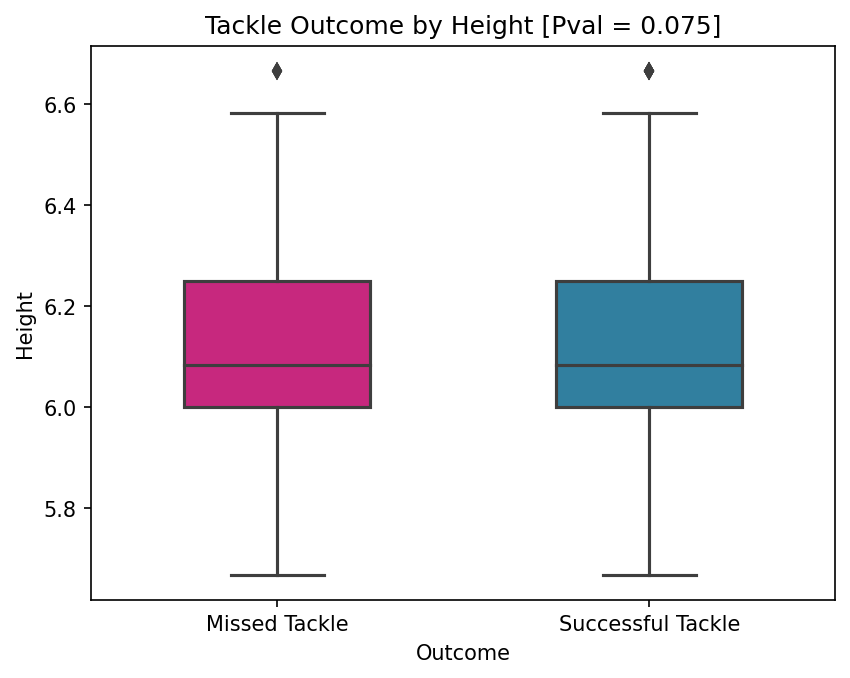 Tackle Outcome by Height [Pval = 0.075]
6.6
6.4
6.2
6.0
5.8
Height
Missed Tackle
Successful Tackle
Outcome